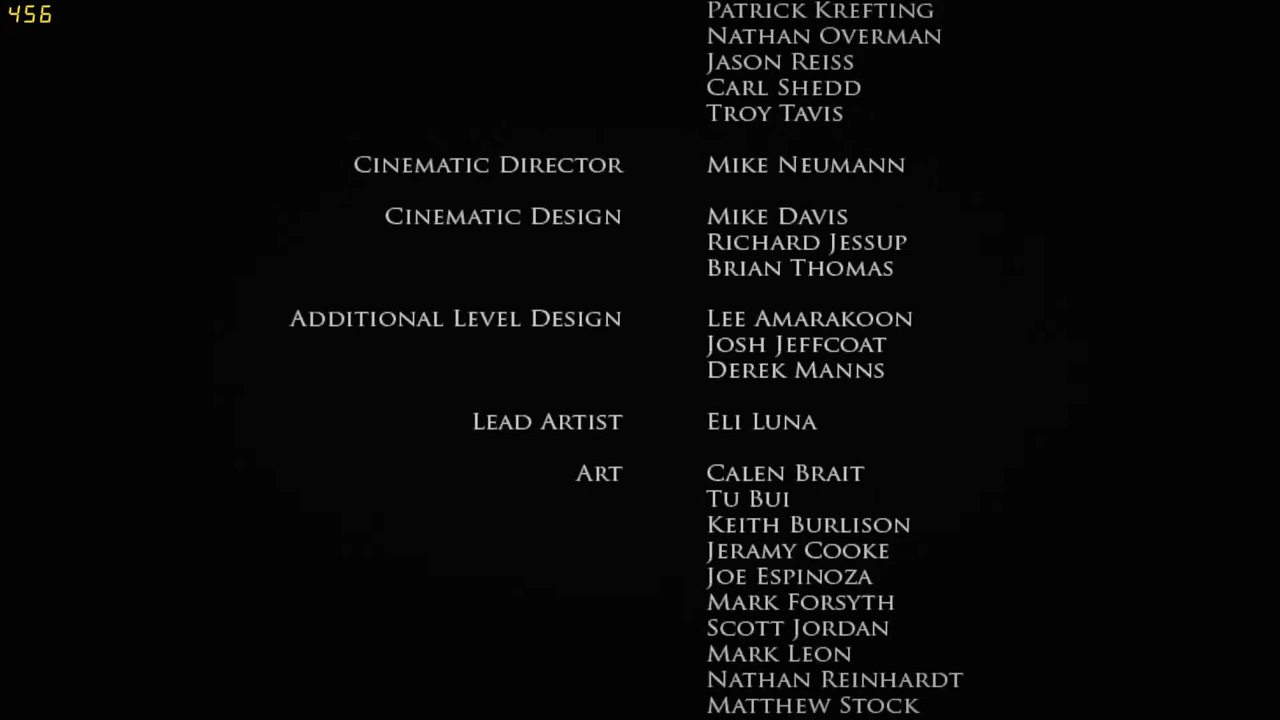 456
Patrick Krefting
Nathan Overman
Jason Reiss
Carl Shedd
Troy Tavis
Cinematic Director Mike Neumann
Cinematic Design Mike Davis
Richard Jessup
Brian Thomas
Additional Level Design Lee Amarakoon
Josh Jeffcoat
Derek Manns
Lead Artist Eli Luna
Art Calen Brait
Tu Bui
Keith Burlison
Jeramy Cooke
Joe Espinoza
Mark Forsyth
Scott Jordan
Mark Leon
Nathan Reinhardt
Matthew Stock